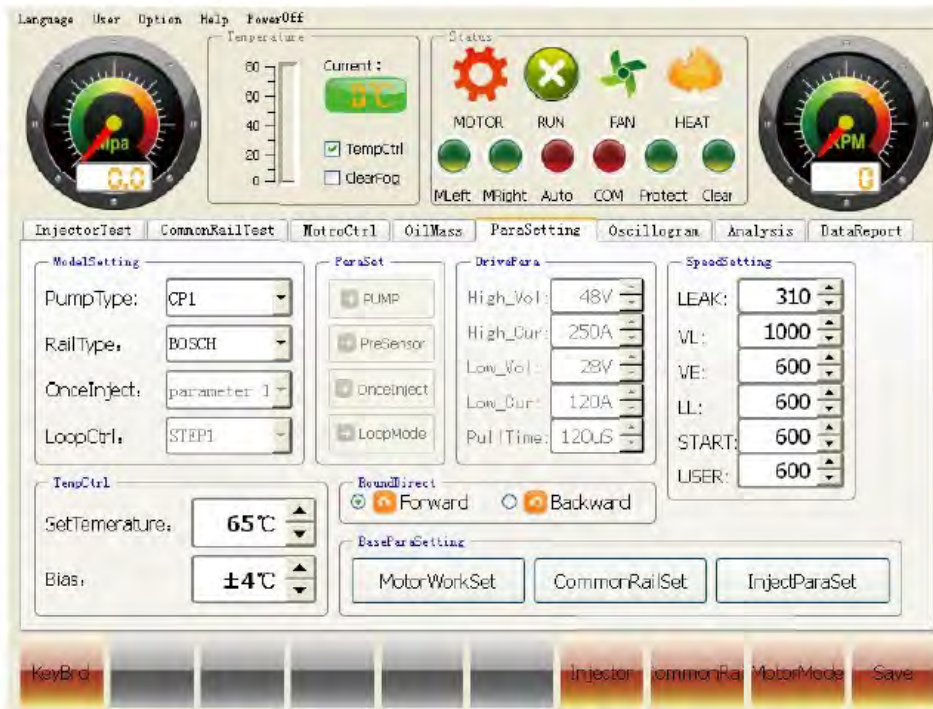 Language User Option Help PowerOff
Temperature
Status
60
60
40
20
0
Current :
0℃
TempCtrl
ClearFog
MOTOR RUN FAN HEAT
MLeft MRight Auto COM Protect Clear
Mpa
0.0
RPM
0
InjectorTest CommonRailTest MotroCtrl OilMass ParaSetting Oscillogram Analysis DataReport
ModelSetting
PumpType: CP1
RailType: BOSCH
OnceInject: parameter 1
LoopCtrl: STEP1
ParaSet
PUMP
PreSensor
OnceInject
LoopMode
DrivePara
High_Vol: 48V
High_Cur: 250A
Low_Vol: 28V
Low_Cur: 120A
PullTime: 120uS
SpeedSetting
LEAK: 310
VL: 1000
VE: 600
LL: 600
START: 600
USER: 600
TempCtrl
SetTemerature: 65℃
Bias: ±4℃
RoundDirect
Forward Backward
BaseParaSetting
MotorWorkSet CommonRailSet InjectParaSet
KeyBrd Injector ommonRa MotorMode Save